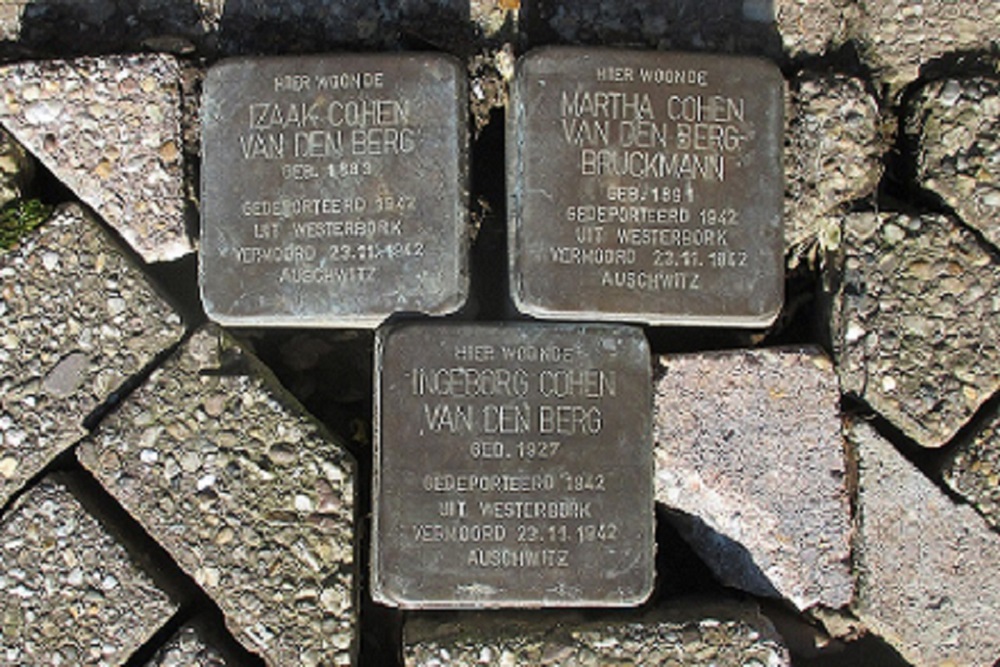 HIER WOONDE
IZAAK COHEN
VAN DEN BERG
GEB. 1883
GEDEPORTEERD 1942
UIT WESTERBORK
VERMOORD 23.11.1942
AUSCHWITZ
HIER WOONDE
MARTHA COHEN
VAN DEN BERG-
BRUCKMANN
GEB. 1891
GEDEPORTEERD 1942
UIT WESTERBORK
VERMOORD 23.11.1942
AUSCHWITZ
HIER WOONDE
INGEBORG COHEN
VAN DEN BERG
GEB. 1927
GEDEPORTEERD 1942
UIT WESTERBORK
VERMOORD 23.11.1942
AUSCHWITZ